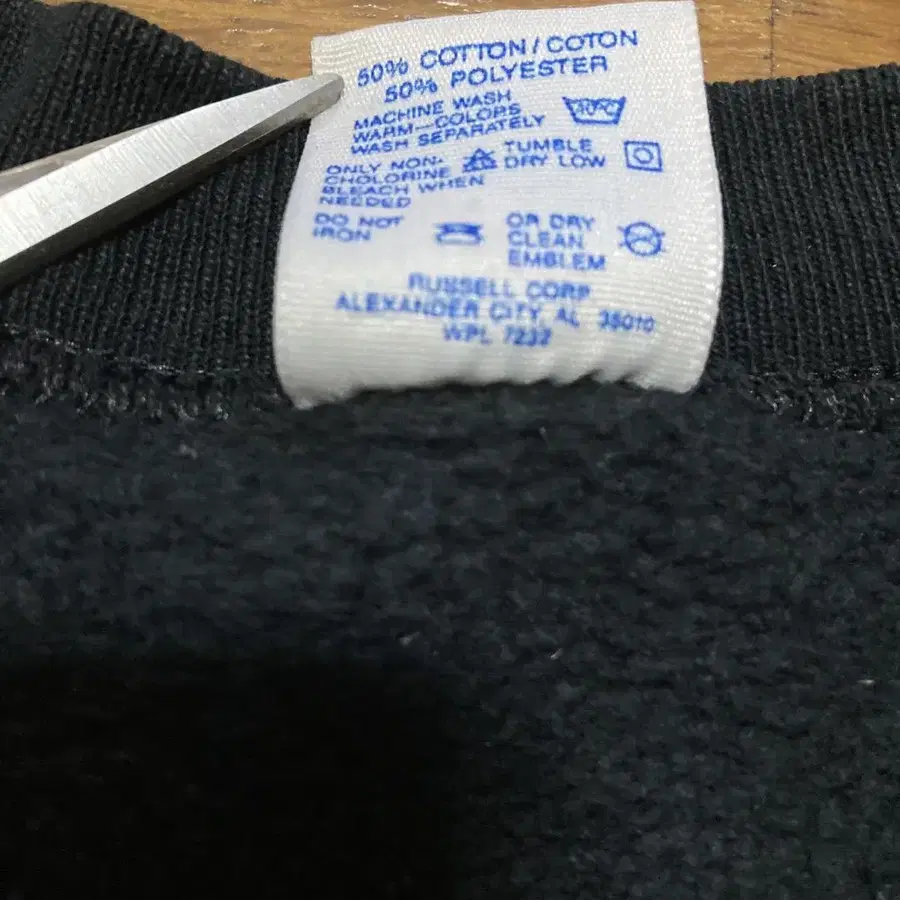 50% COTTON / COTON
50% POLYESTER
MACHINE WASH
WARM—COLORS
WASH SEPARATELY
40°C
ONLY NON-
CHOLORINE
BLEACH WHEN
NEEDED
TUMBLE
DRY LOW
DO NOT
IRON
OR DRY
CLEAN
EMBLEM
RUSSELL CORP
ALEXANDER CITY, AL 35010
WPL 7237